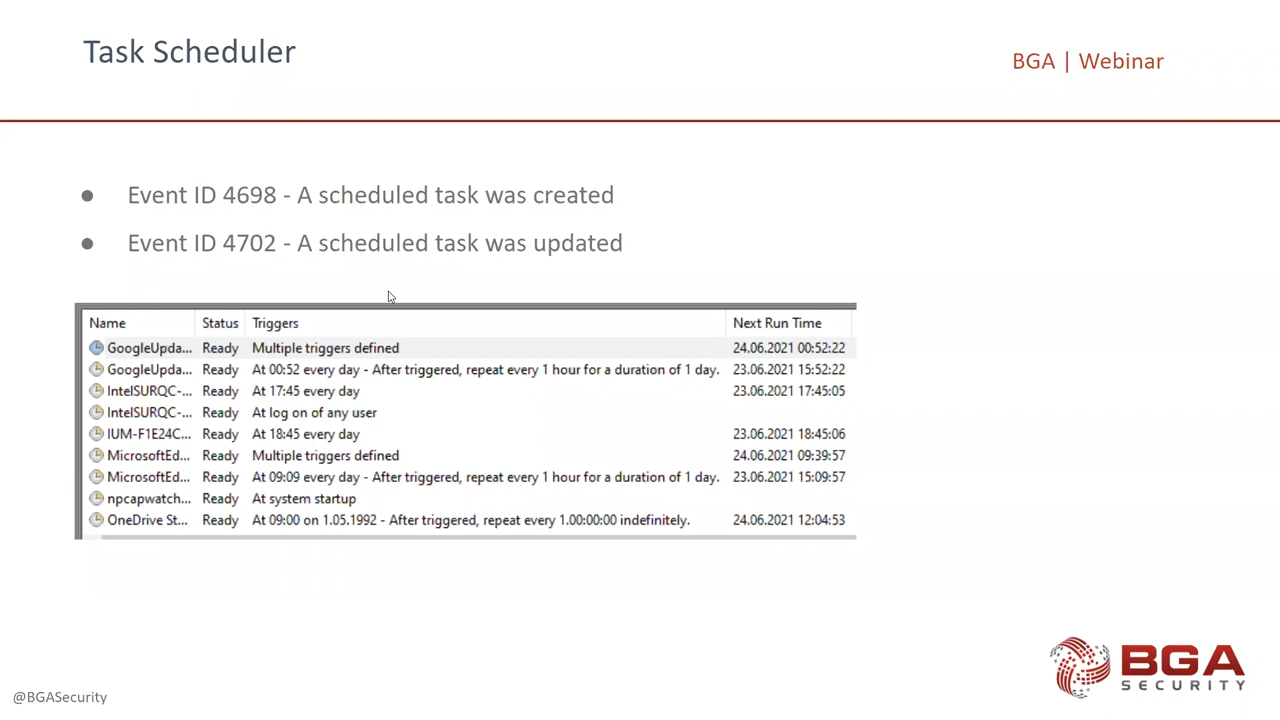 Task Scheduler
BGA | Webinar
● Event ID 4698 - A scheduled task was created
● Event ID 4702 - A scheduled task was updated
Name Status Triggers Next Run Time
GoogleUpda... Ready Multiple triggers defined 24.06.2021 00:52:22
GoogleUpda... Ready At 00:52 every day - After triggered, repeat every 1 hour for a duration of 1 day. 23.06.2021 15:52:22
IntelSURQC-... Ready At 17:45 every day 23.06.2021 17:45:05
IntelSURQC-... Ready At log on of any user
IUM-F1E24C... Ready At 18:45 every day 23.06.2021 18:45:06
MicrosoftEd... Ready Multiple triggers defined 24.06.2021 09:39:57
MicrosoftEd... Ready At 09:09 every day - After triggered, repeat every 1 hour for a duration of 1 day. 23.06.2021 15:09:57
npcapwatch... Ready At system startup
OneDrive St... Ready At 09:00 on 1.05.1992 - After triggered, repeat every 1.00:00:00 indefinitely. 24.06.2021 12:04:53
BGA
SECURITY
@BGASecurity